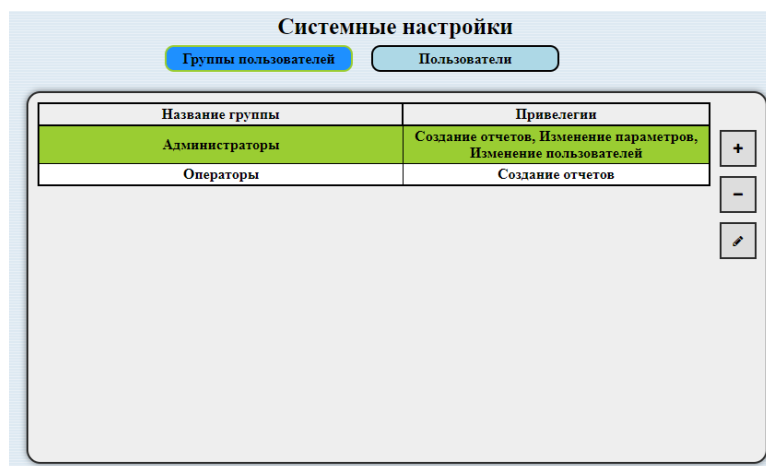 Системные настройки
Группы пользователей Пользователи
Название группы Привелегии
Администраторы Создание отчетов, Изменение параметров,
Изменение пользователей
Операторы Создание отчетов